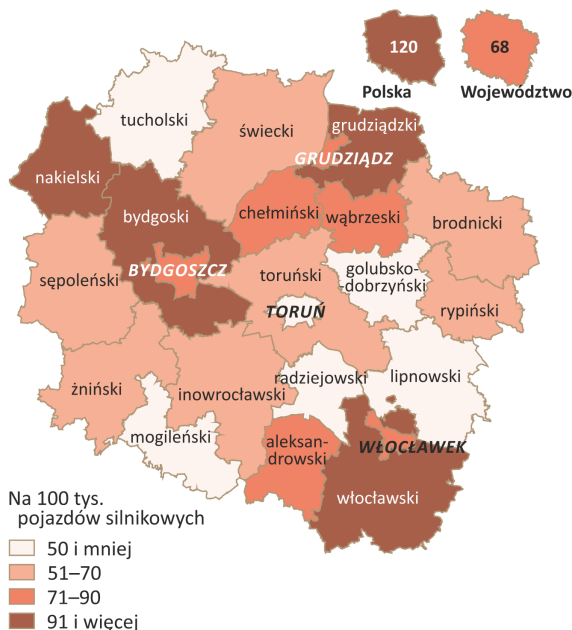 120
68
Polska
Województwo
tucholski
świecki
grudziądzki
GRUDZIĄDZ
nakielski
bydgoski
chełmiński
wąbrzeski
brodnicki
BYDGOSZCZ
sępoleński
toruński
golubsko-
dobrzyński
TORUŃ
rypiński
radziejowski
lipnowski
żniński
inowrocławski
mogileński
aleksan-
drowski
WŁOCŁAWEK
włocławski
Na 100 tys.
pojazdów silnikowych
50 i mniej
51–70
71–90
91 i więcej